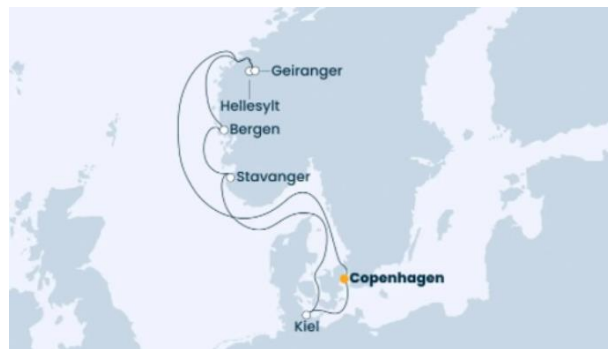 Geiranger
Hellesylt
Bergen
Stavanger
Copenhagen
Kiel